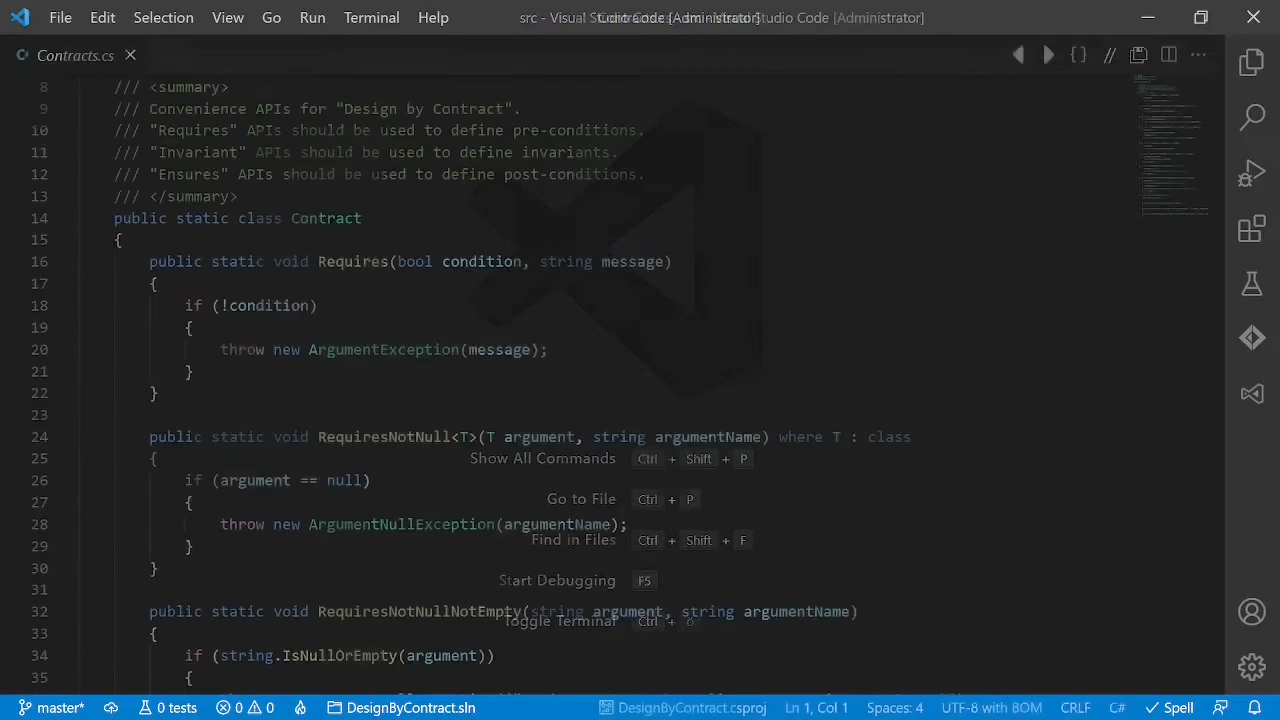 File Edit Selection View Go Run Terminal Help src - Visual Studio Code [Administrator]
Contracts.cs
8 /// <summary>
9 /// Convenience APIs for "Design by Contract".
10 /// "Requires" APIs should be used to define pre-conditions.
11 /// "Invariant" APIs should be used to define invariants.
12 /// "Ensures" APIs should be used to define post-conditions.
13 /// </summary>
14 public static class Contract
15 {
16 public static void Requires(bool condition, string message)
17 {
18 if (!condition)
19 {
20 throw new ArgumentException(message);
21 }
22 }
23
24 public static void RequiresNotNull<T>(T argument, string argumentName) where T : class
Show All Commands Ctrl + Shift + P
25 {
26 if (argument == null)
Go to File Ctrl + P
27 {
28 throw new ArgumentNullException(argumentName);
Find in Files Ctrl + Shift + F
29 }
30 }
Start Debugging F5
31
32 public static void RequiresNotNullNotEmpty(string argument, string argumentName)
Toggle Terminal Ctrl + ö
33 {
34 if (string.IsNullOrEmpty(argument))
35 {
master* 0 tests 0 0 DesignByContract.sln DesignByContract.csproj Ln 1, Col 1 Spaces: 4 UTF-8 with BOM CRLF C# Spell